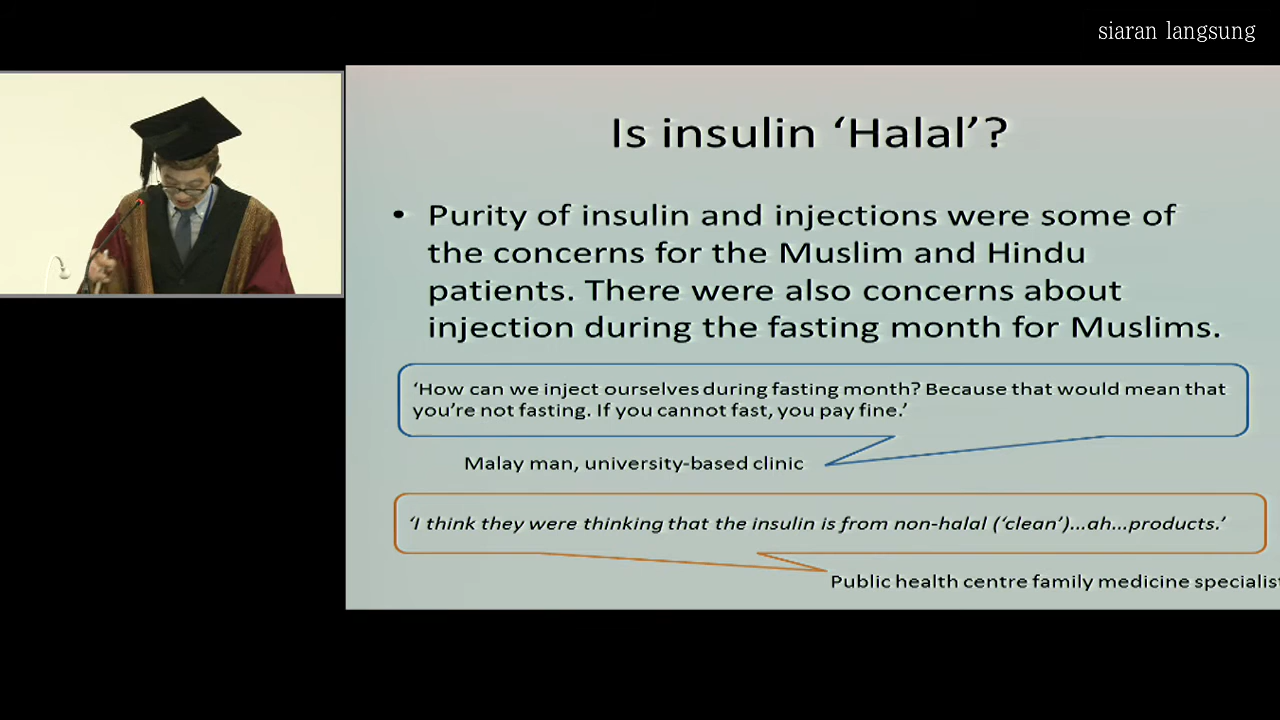 siaran langsung
Is insulin ‘Halal’?
• Purity of insulin and injections were some of
the concerns for the Muslim and Hindu
patients. There were also concerns about
injection during the fasting month for Muslims.
‘How can we inject ourselves during fasting month? Because that would mean that
you’re not fasting. If you cannot fast, you pay fine.’
Malay man, university-based clinic
‘I think they were thinking that the insulin is from non-halal (‘clean’)...ah...products.’
Public health centre family medicine specialist